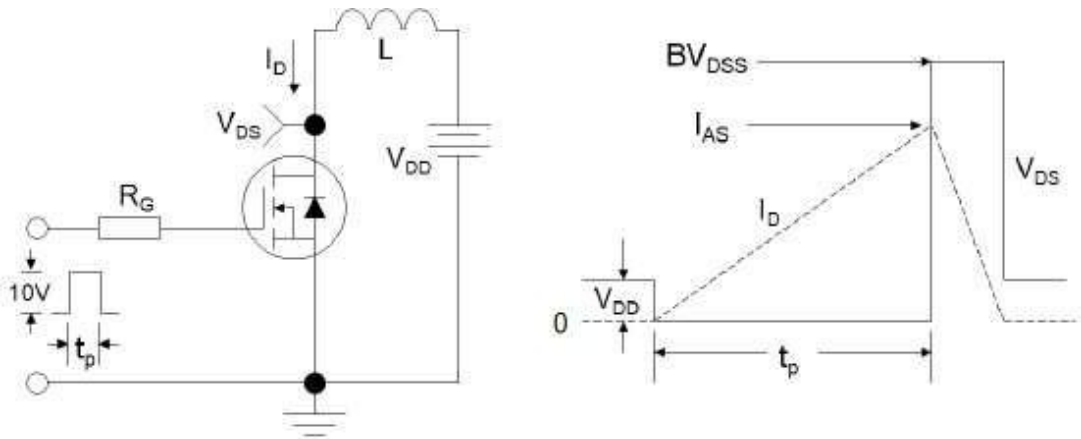 L
I_D
V_DS
V_DD
R_G
10V
t_p
BV_DSS
I_AS
V_DS
I_D
V_DD
0
t_p